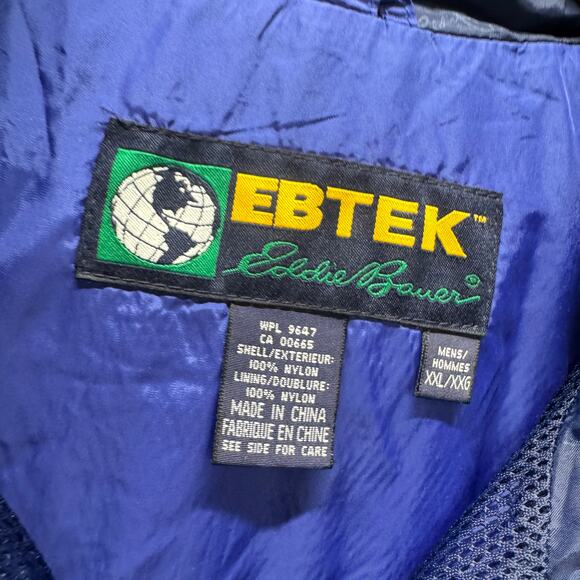 EBTEK™
Eddie Bauer®
WPL 9647
CA 00665
SHELL/EXTERIEUR:
100% NYLON
LINING/DOUBLURE:
100% NYLON
MADE IN CHINA
FABRIQUE EN CHINE
SEE SIDE FOR CARE
MENS/
HOMMES
XXL/XXG